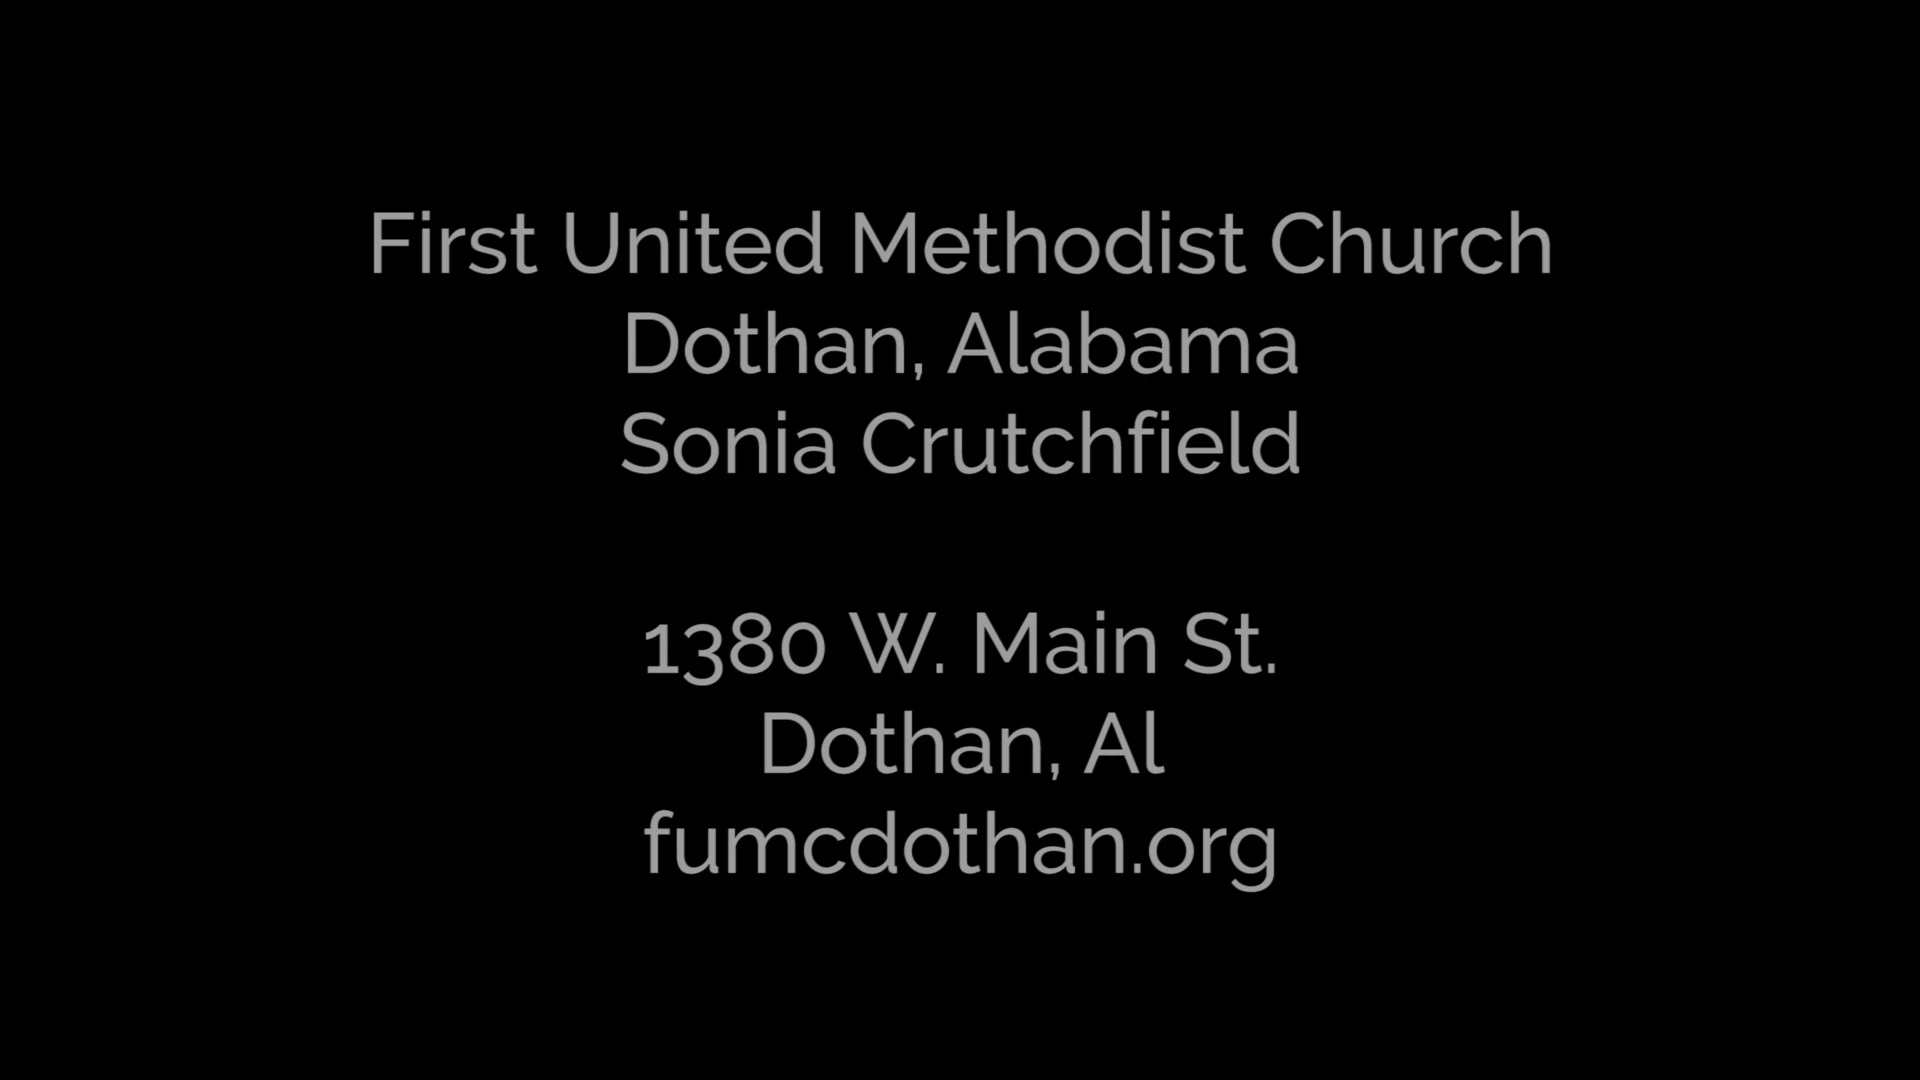 First United Methodist Church
Dothan, Alabama
Sonia Crutchfield
1380 W. Main St.
Dothan, Al
fumcdothan.org